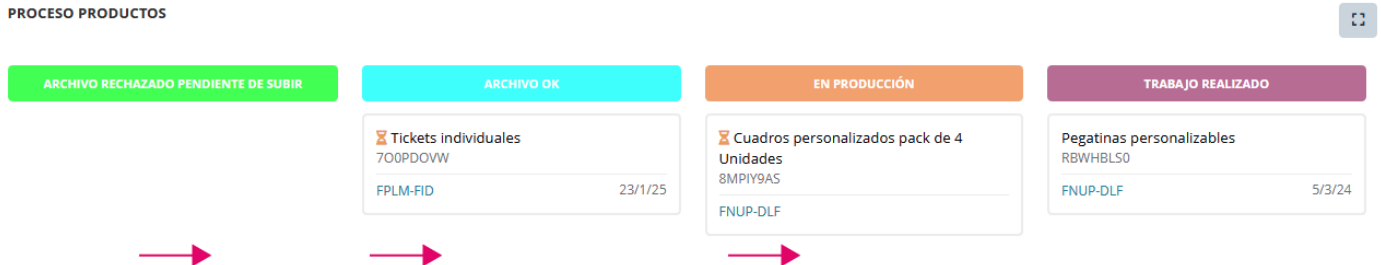 PROCESO PRODUCTOS
ARCHIVO RECHAZADO PENDIENTE DE SUBIR
ARCHIVO OK
Tickets individuales
7O0PDOVW
FPLM-FID 23/1/25
EN PRODUCCIÓN
Cuadros personalizados pack de 4
Unidades
8MPIY9AS
FNUP-DLF
TRABAJO REALIZADO
Pegatinas personalizables
RBWHBLS0
FNUP-DLF 5/3/24